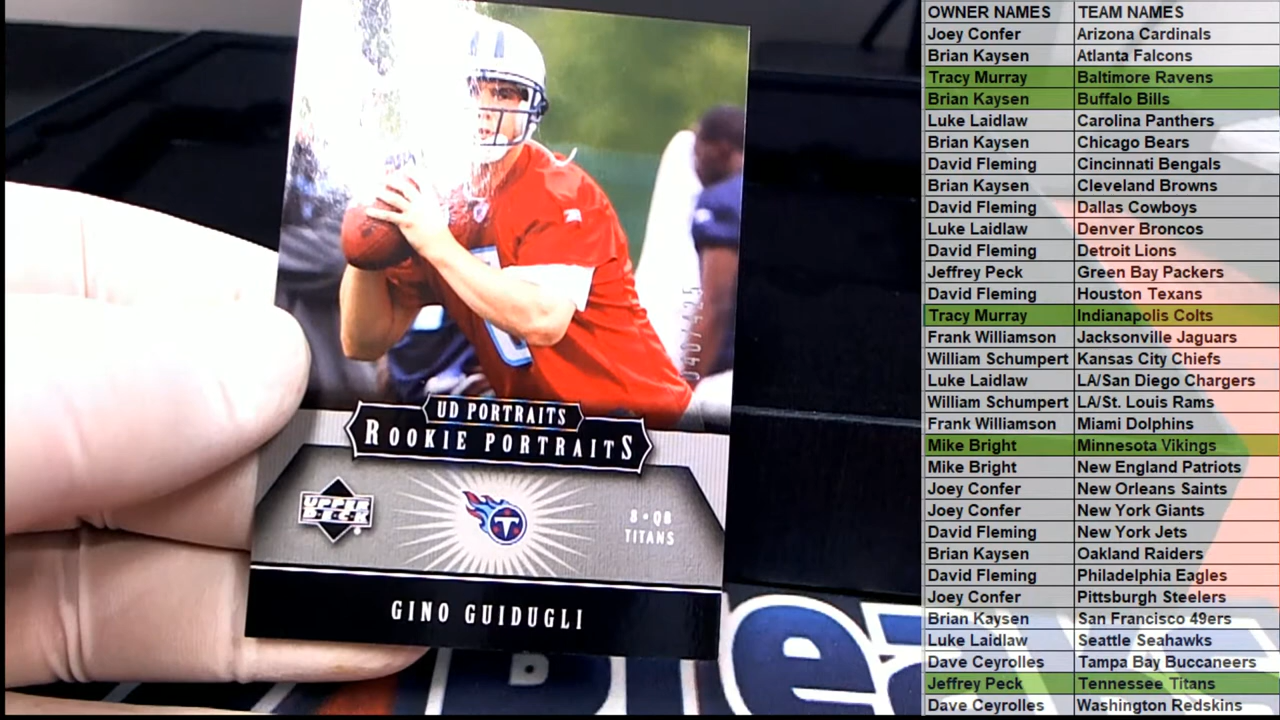 UD PORTRAITS
ROOKIE PORTRAITS
UPPER DECK
T
8 • QB
TITANS
GINO GUIDUGLI
OWNER NAMES TEAM NAMES
Joey Confer Arizona Cardinals
Brian Kaysen Atlanta Falcons
Tracy Murray Baltimore Ravens
Brian Kaysen Buffalo Bills
Luke Laidlaw Carolina Panthers
Brian Kaysen Chicago Bears
David Fleming Cincinnati Bengals
Brian Kaysen Cleveland Browns
David Fleming Dallas Cowboys
Luke Laidlaw Denver Broncos
David Fleming Detroit Lions
Jeffrey Peck Green Bay Packers
David Fleming Houston Texans
Tracy Murray Indianapolis Colts
Frank Williamson Jacksonville Jaguars
William Schumpert Kansas City Chiefs
Luke Laidlaw LA/San Diego Chargers
William Schumpert LA/St. Louis Rams
Frank Williamson Miami Dolphins
Mike Bright Minnesota Vikings
Mike Bright New England Patriots
Joey Confer New Orleans Saints
Joey Confer New York Giants
David Fleming New York Jets
Brian Kaysen Oakland Raiders
David Fleming Philadelphia Eagles
Joey Confer Pittsburgh Steelers
Brian Kaysen San Francisco 49ers
Luke Laidlaw Seattle Seahawks
Dave Ceyrolles Tampa Bay Buccaneers
Jeffrey Peck Tennessee Titans
Dave Ceyrolles Washington Redskins